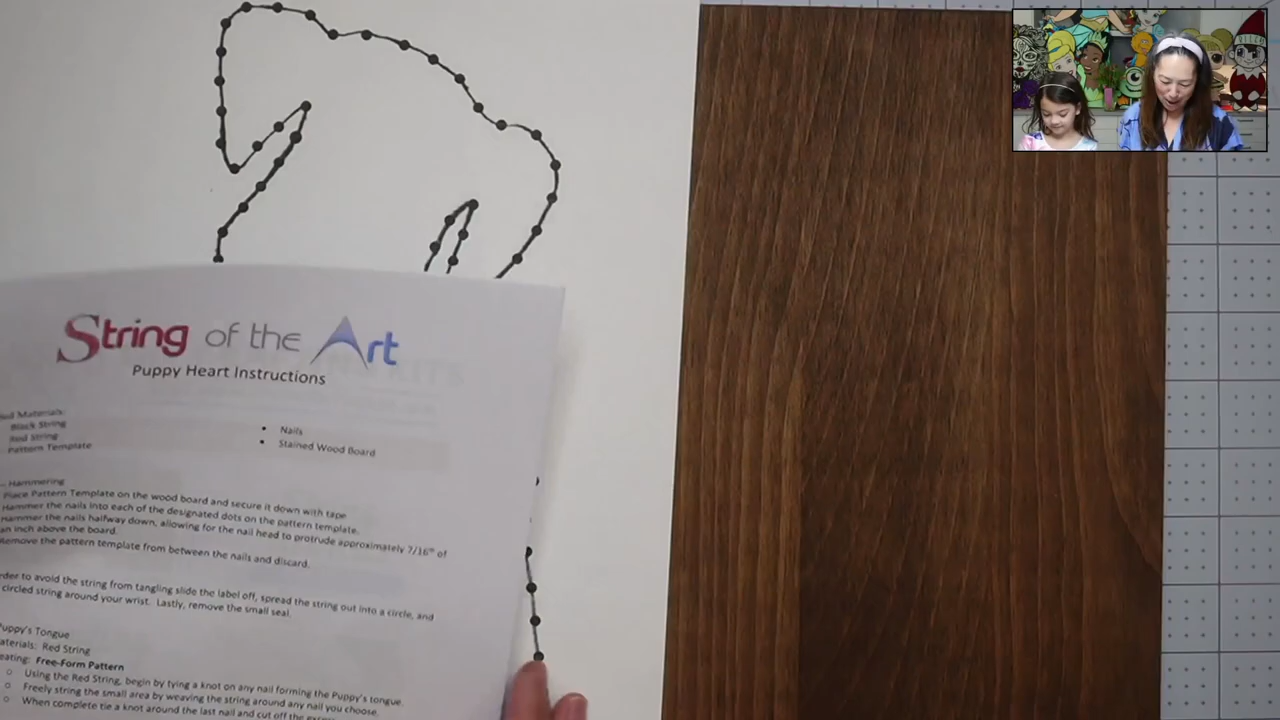 String of the Art
Puppy Heart Instructions
Materials:
Black String
Red String
Pattern Template
• Nails
• Stained Wood Board
Hammering
Place Pattern Template on the wood board and secure it down with tape.
Hammer the nails into each of the designated dots on the pattern template.
Hammer the nails halfway down, allowing for the nail head to protrude approximately 7/16th of
an inch above the board.
Remove the pattern template from between the nails and discard.
to avoid the string from tangling slide the label off, spread the string out into a circle, and
circled string around your wrist. Lastly, remove the small seal.
Puppy's Tongue
Red String
Free-Form Pattern
o Using the Red String, begin by tying a knot on any nail forming the Puppy's tongue.
o Freely string the small area by weaving the string around any nail you choose.
o When complete tie a knot around the last nail and cut off the